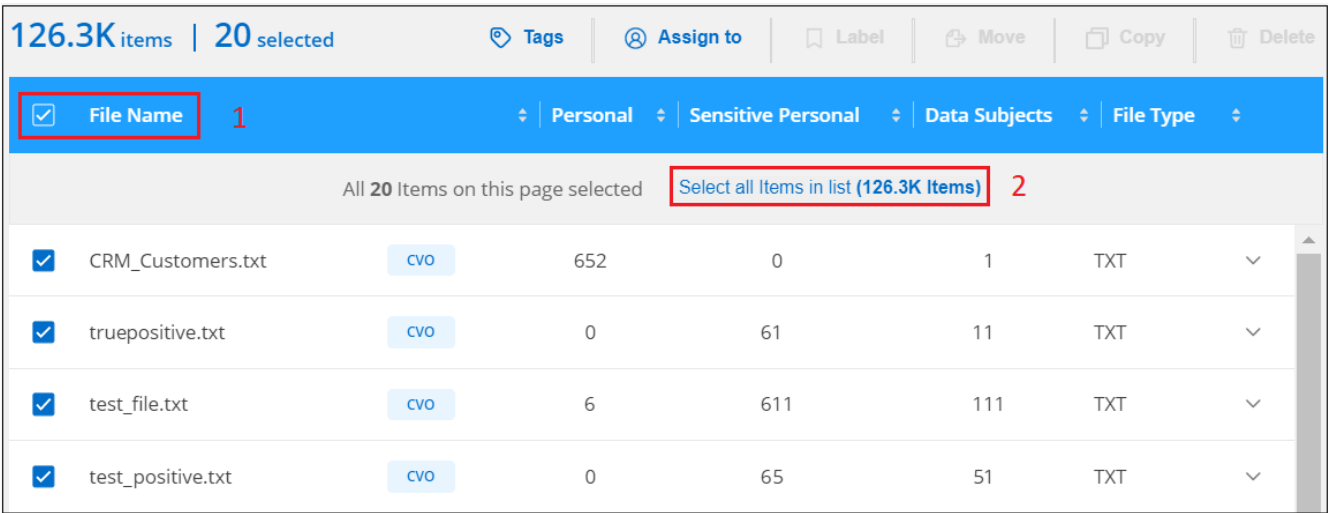 126.3K items | 20 selected Tags Assign to Label Move Copy Delete
File Name 1 Personal Sensitive Personal Data Subjects File Type
All 20 Items on this page selected Select all Items in list (126.3K Items) 2
CRM_Customers.txt CVO 652 0 1 TXT
truepositive.txt CVO 0 61 11 TXT
test_file.txt CVO 6 611 111 TXT
test_positive.txt CVO 0 65 51 TXT